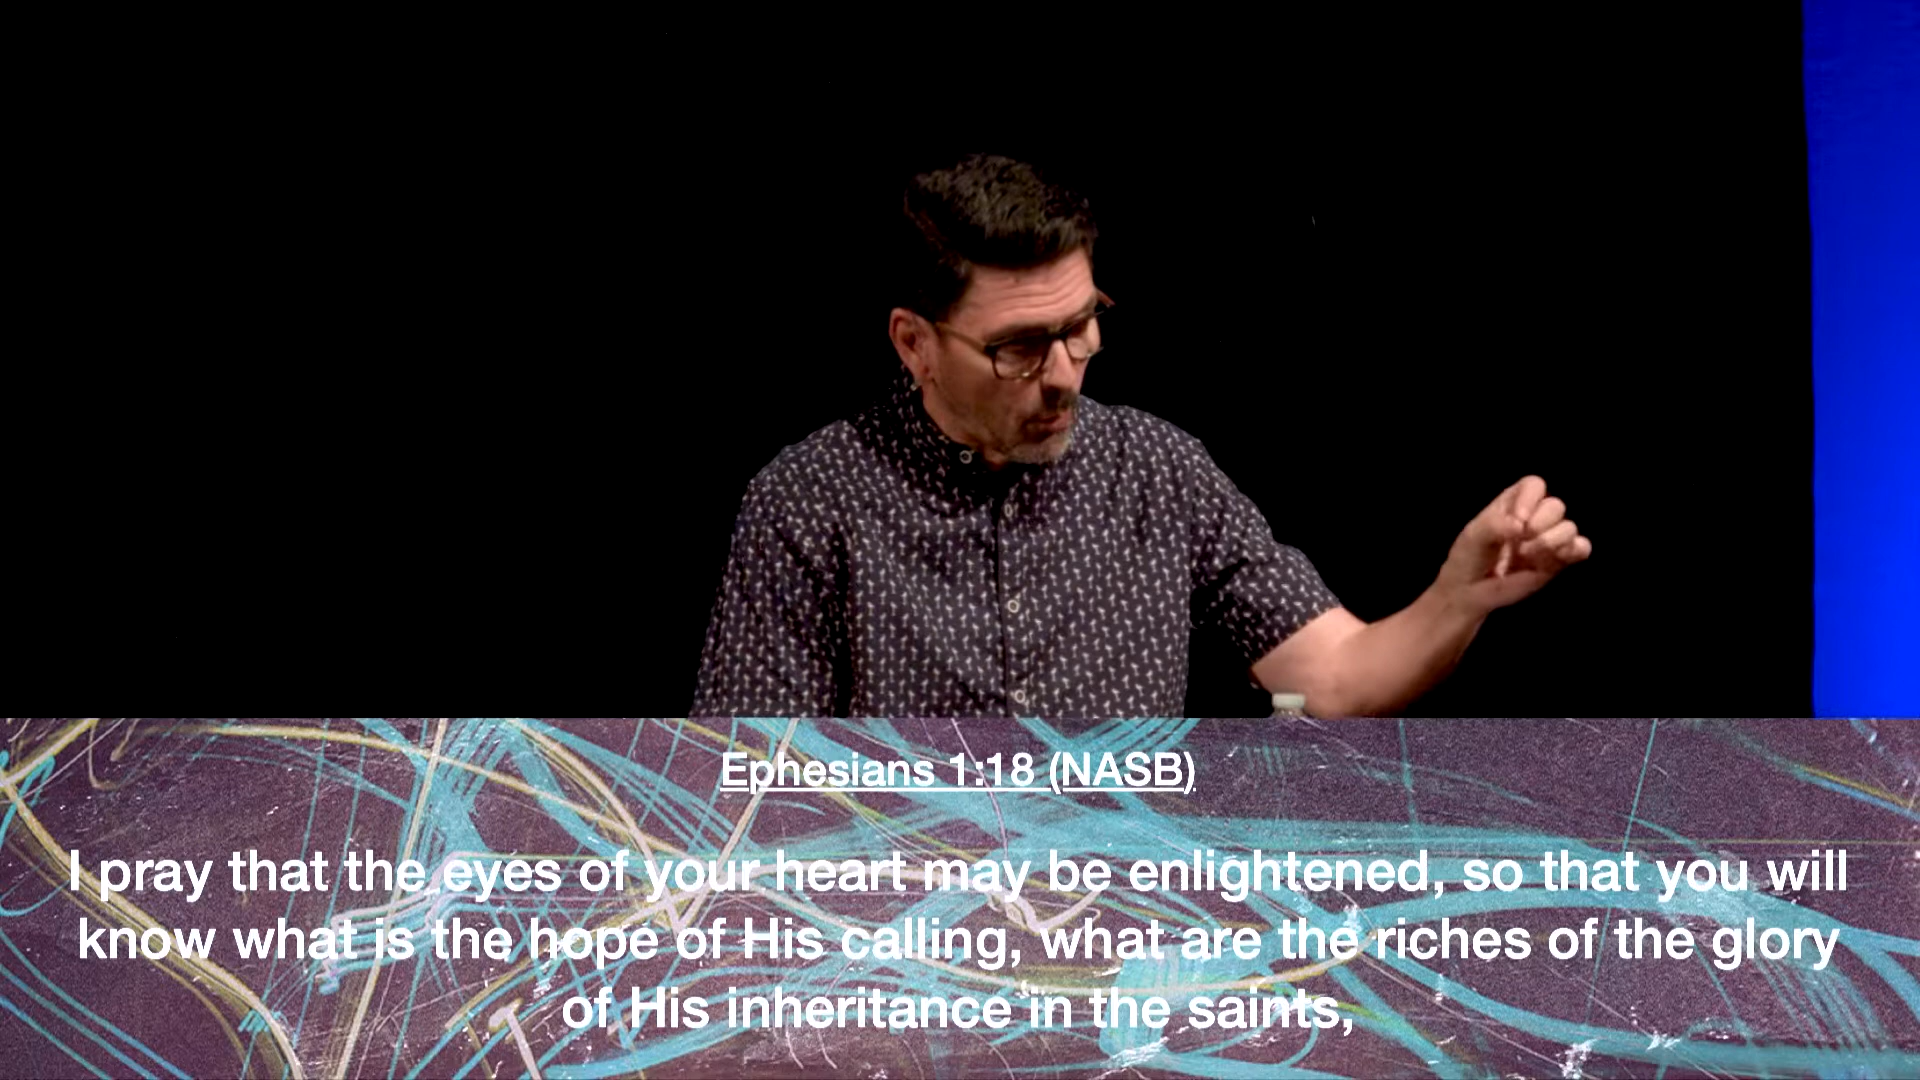 Ephesians 1:18 (NASB)
I pray that the eyes of your heart may be enlightened, so that you will
know what is the hope of His calling, what are the riches of the glory
of His inheritance in the saints,